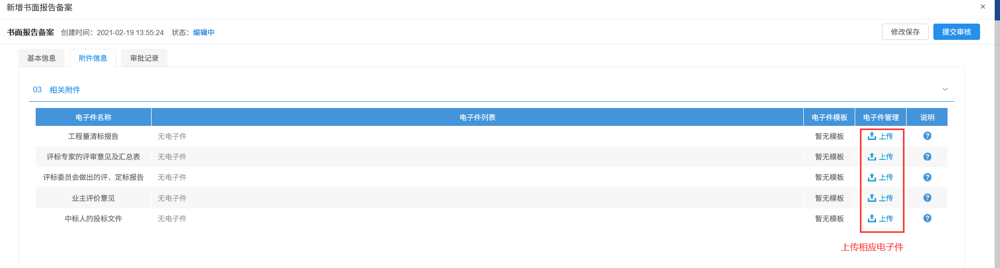 新增书面报告备案 ×
书面报告备案 创建时间：2021-02-19 13:55:24 状态：编辑中 修改保存 提交审核
基本信息 附件信息 审批记录
03 相关附件
电子件名称 电子件列表 电子件模板 电子件管理 说明
工程量清标报告 无电子件 暂无模板 上传 ?
评标专家的评审意见及汇总表 无电子件 暂无模板 上传 ?
评标委员会做出的评、定标报告 无电子件 暂无模板 上传 ?
业主评价意见 无电子件 暂无模板 上传 ?
中标人的投标文件 无电子件 暂无模板 上传 ?
上传相应电子件